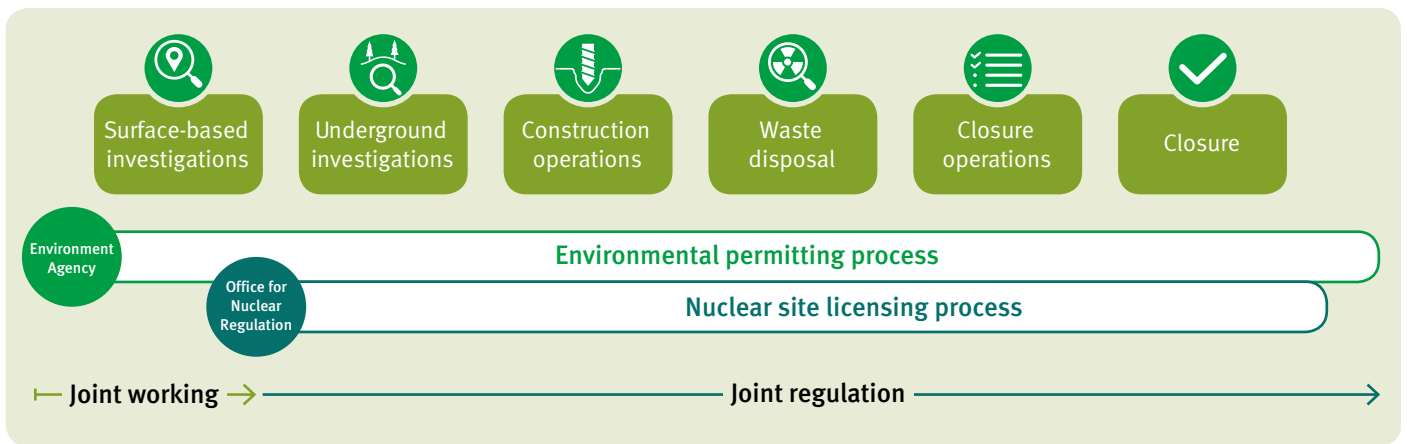 Surface-based
investigations
Underground
investigations
Construction
operations
Waste
disposal
Closure
operations
Closure
Environment
Agency
Environmental permitting process
Office for
Nuclear
Regulation
Nuclear site licensing process
Joint working
Joint regulation